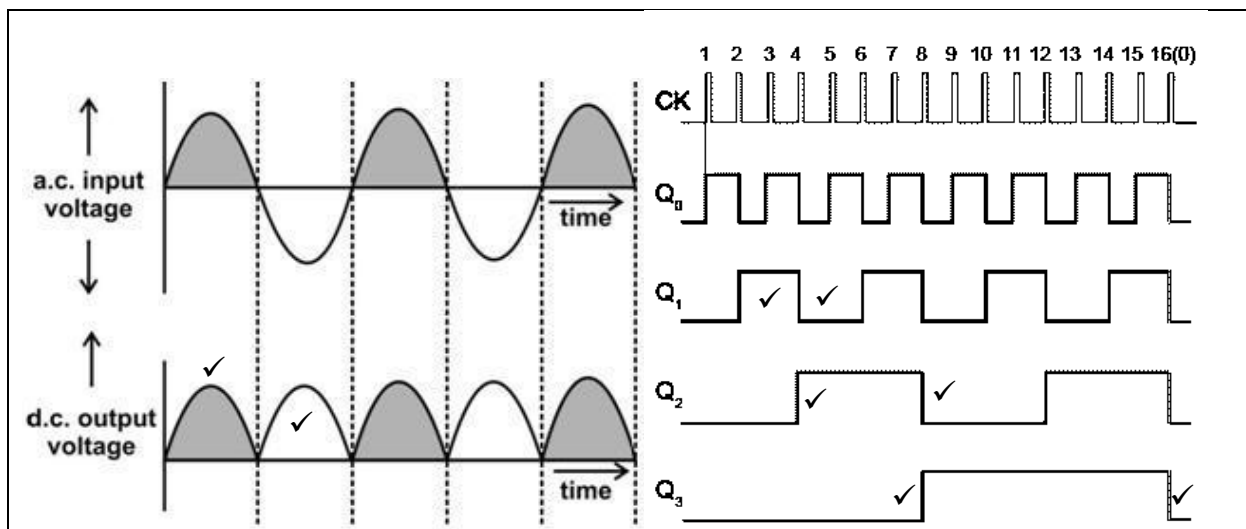 a.c. input
voltage
time
d.c. output
voltage
time
1 2 3 4 5 6 7 8 9 10 11 12 13 14 15 16(0)
CK
Q0
Q1
Q2
Q3